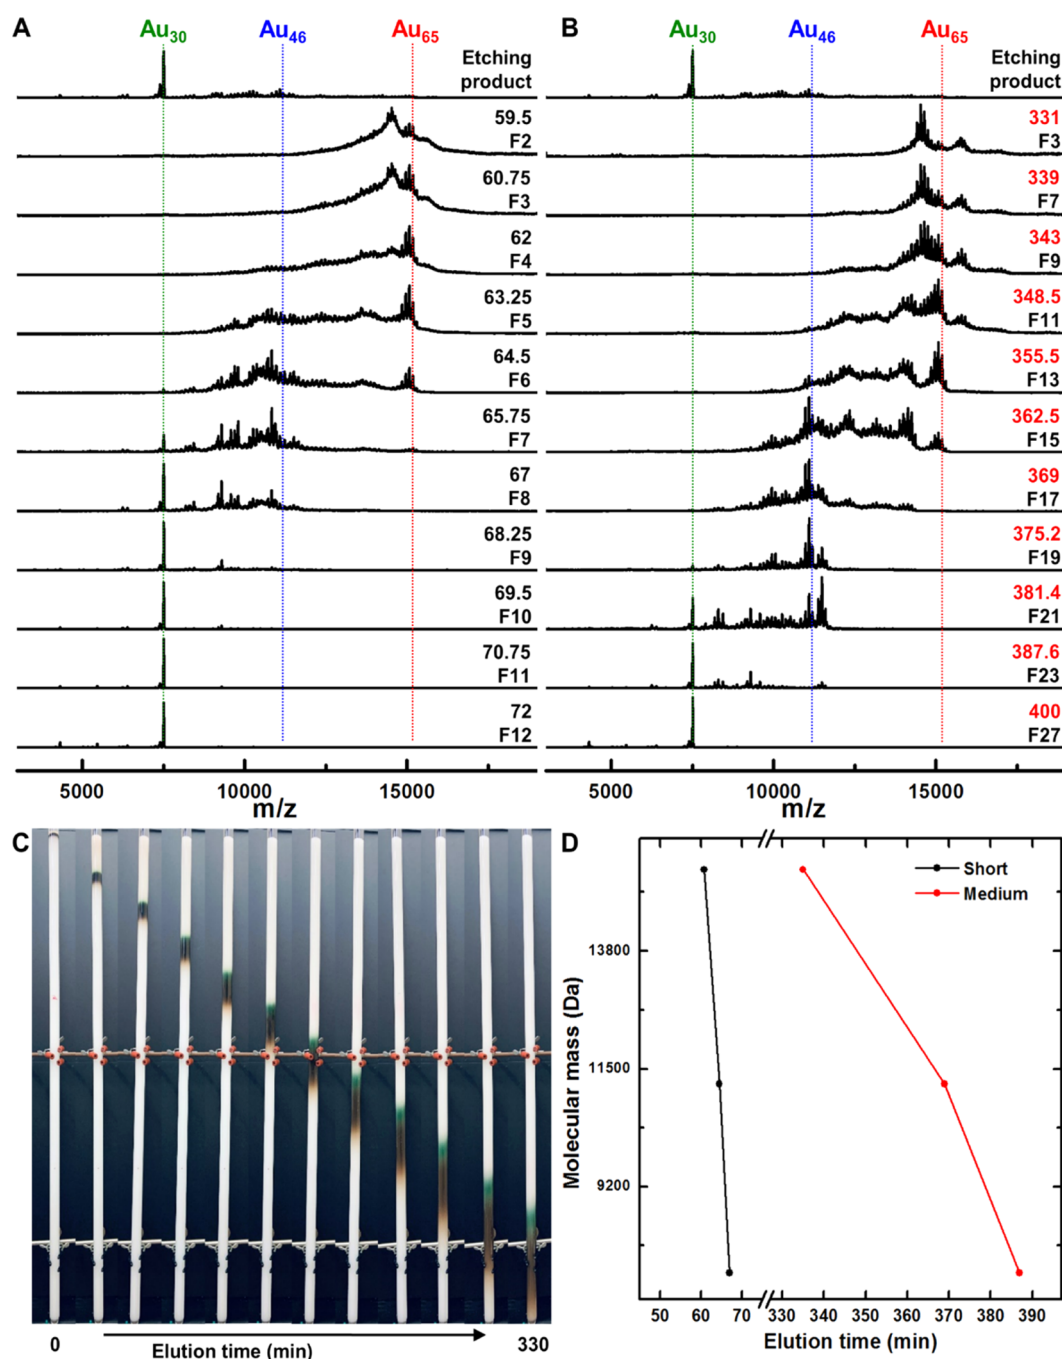 A
Au30
Au46
Au65
Etching
product
59.5
F2
60.75
F3
62
F4
63.25
F5
64.5
F6
65.75
F7
67
F8
68.25
F9
69.5
F10
70.75
F11
72
F12
5000 10000 15000
m/z
B
Au30
Au46
Au65
Etching
product
331
F3
339
F7
343
F9
348.5
F11
355.5
F13
362.5
F15
369
F17
375.2
F19
381.4
F21
387.6
F23
400
F27
5000 10000 15000
m/z
C
0
330
Elution time (min)
D
Short
Medium
Molecular mass (Da)
13800
11500
9200
50 60 70 330 340 350 360 370 380 390
Elution time (min)